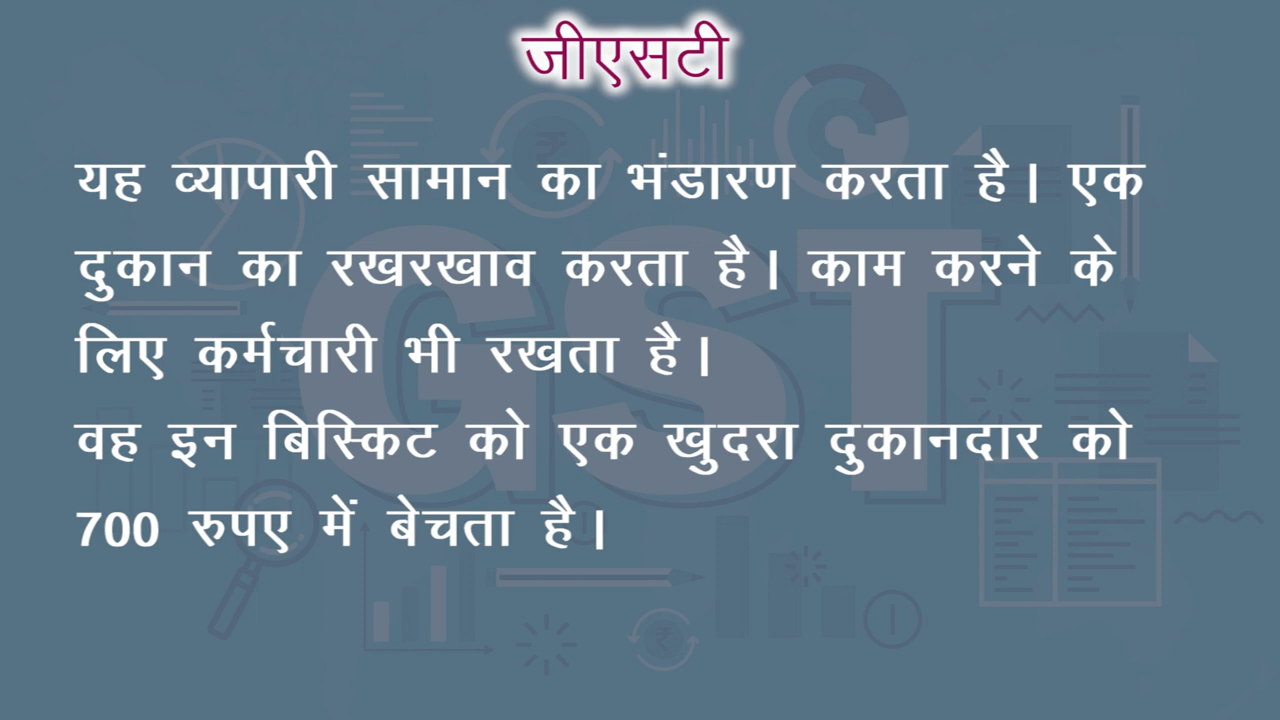 जीएसटी
यह व्यापारी सामान का भंडारण करता है। एक
दुकान का रखरखाव करता है। काम करने के
लिए कर्मचारी भी रखता है।
वह इन बिस्किट को एक खुदरा दुकानदार को
700 रुपए में बेचता है।
GST